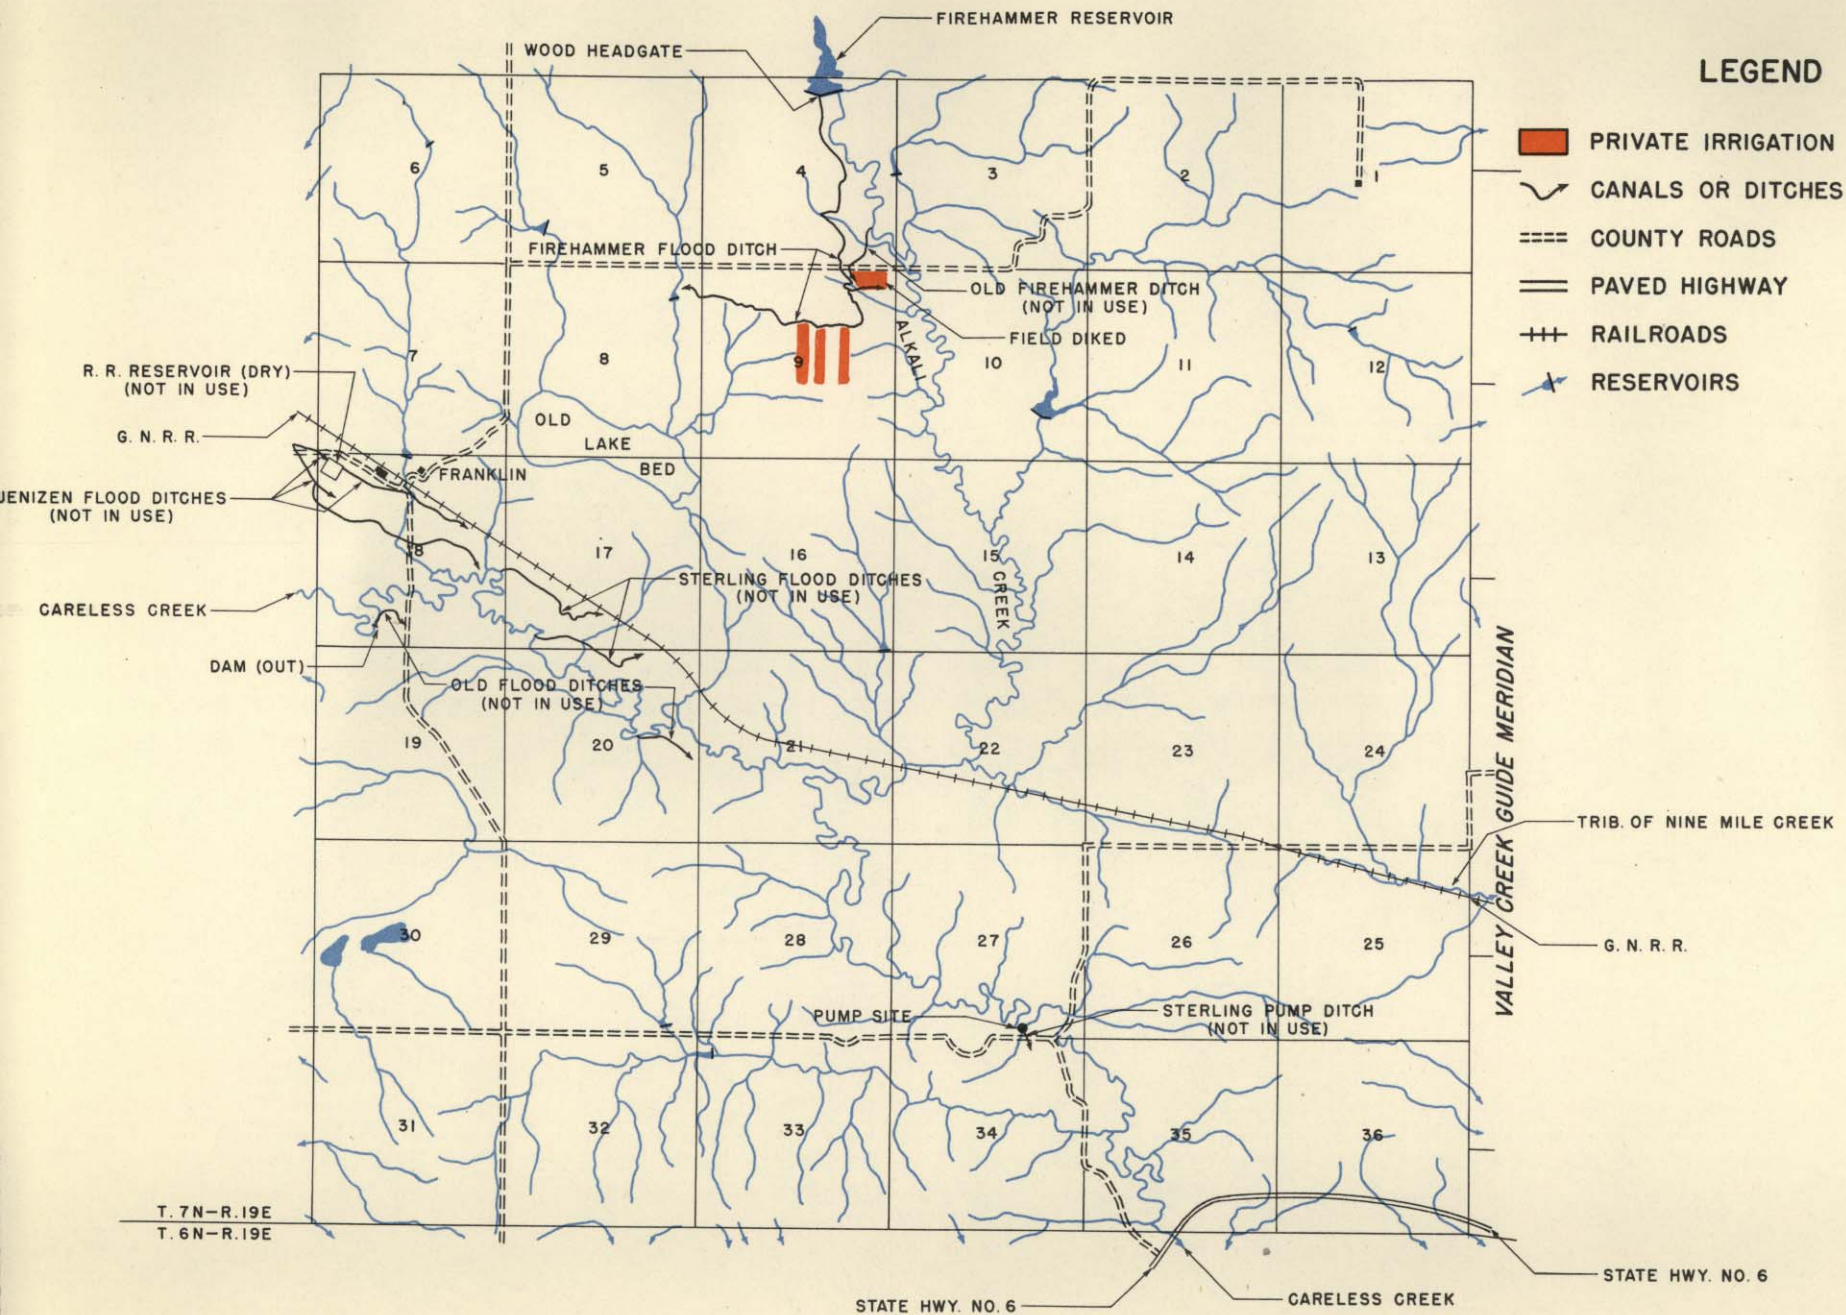 FIREHAMMER RESERVOIR
WOOD HEADGATE
LEGEND
PRIVATE IRRIGATION
CANALS OR DITCHES
COUNTY ROADS
PAVED HIGHWAY
RAILROADS
RESERVOIRS
6
5
4
3
2
1
FIREHAMMER FLOOD DITCH
OLD FIREHAMMER DITCH
(NOT IN USE)
FIELD DIKED
ALKALI
CREEK
7
8
9
10
11
12
R. R. RESERVOIR (DRY)
(NOT IN USE)
G. N. R. R.
OLD
LAKE
BED
FRANKLIN
JENIZEN FLOOD DITCHES
(NOT IN USE)
18
17
16
15
14
13
STERLING FLOOD DITCHES
(NOT IN USE)
CARELESS CREEK
DAM (OUT)
OLD FLOOD DITCHES
(NOT IN USE)
19
20
21
22
23
24
VALLEY CREEK GUIDE MERIDIAN
TRIB. OF NINE MILE CREEK
30
29
28
27
26
25
G. N. R. R.
PUMP SITE
STERLING PUMP DITCH
(NOT IN USE)
31
32
33
34
35
36
T. 7N-R.19E
T. 6N-R.19E
STATE HWY. NO. 6
CARELESS CREEK
STATE HWY. NO. 6